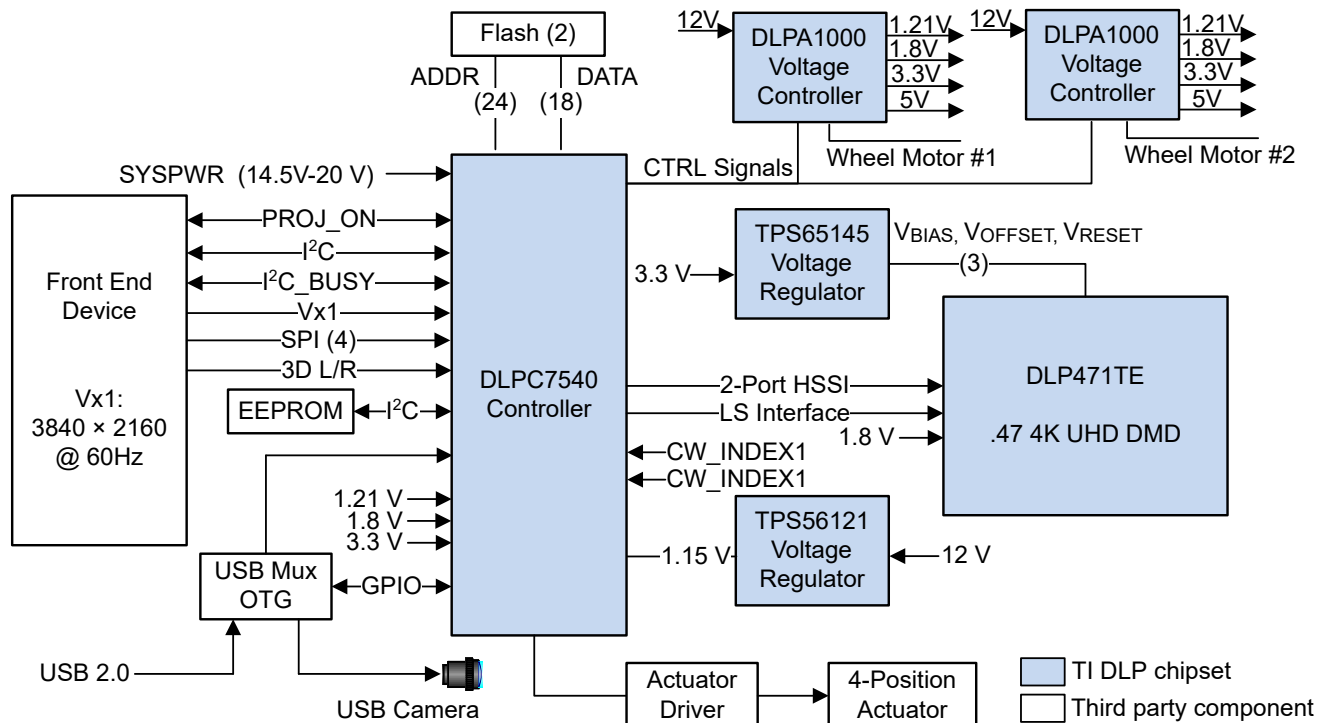 Flash (2)
ADDR
DATA
(24)
(18)
12V
DLPA1000
Voltage
Controller
1.21V
1.8V
3.3V
5V
Wheel Motor #1
12V
DLPA1000
Voltage
Controller
1.21V
1.8V
3.3V
5V
Wheel Motor #2
CTRL Signals
SYSPWR (14.5V-20 V)
Front End
Device
Vx1:
3840 × 2160
@ 60Hz
PROJ_ON
I²C
I²C_BUSY
Vx1
SPI (4)
3D L/R
EEPROM
I²C
1.21 V
1.8 V
3.3 V
USB Mux
OTG
GPIO
USB 2.0
USB Camera
DLPC7540
Controller
3.3 V
TPS65145
Voltage
Regulator
VBIAS, VOFFSET, VRESET
(3)
2-Port HSSI
LS Interface
1.8 V
DLP471TE
.47 4K UHD DMD
CW_INDEX1
CW_INDEX1
1.15 V
TPS56121
Voltage
Regulator
12 V
Actuator
Driver
4-Position
Actuator
TI DLP chipset
Third party component